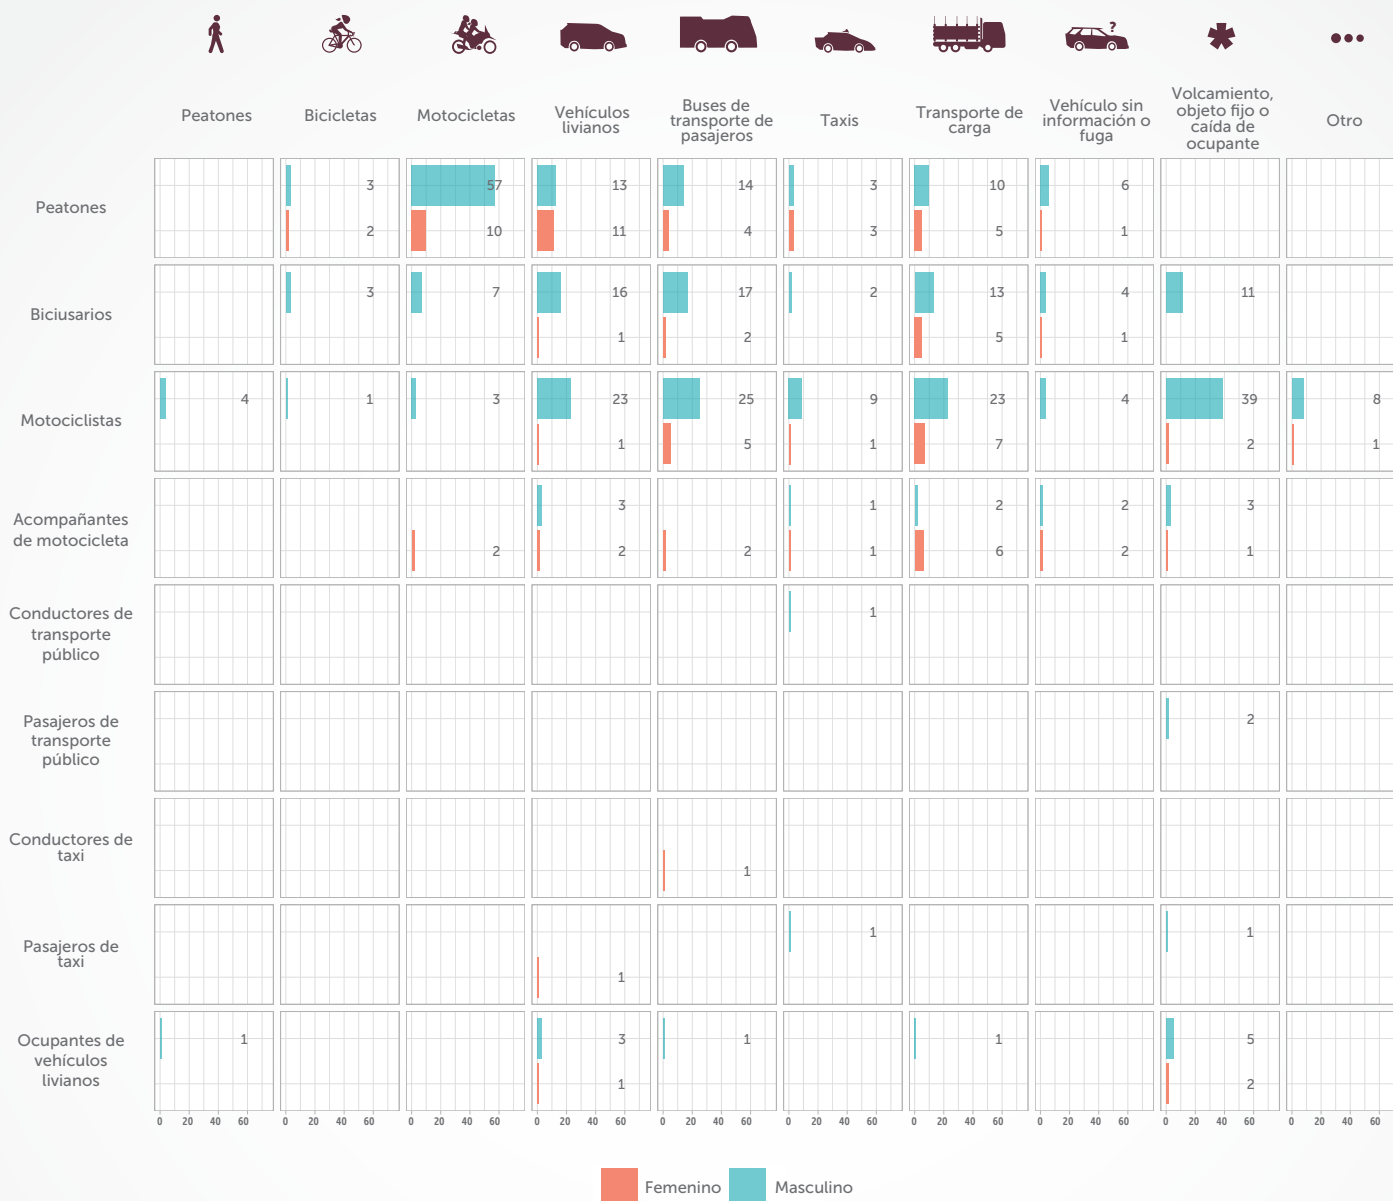 ?
Peatones
Bicicletas
Motocicletas
Vehículos
livianos
Buses de
transporte de
pasajeros
Taxis
Transporte de
carga
Vehículo sin
información o
fuga
Volcamiento,
objeto fijo o
caída de
ocupante
Otro
Peatones
3 57 13 14 3 10 6
2 10 11 4 3 5 1
Biciusarios
3 7 16 17 2 13 4 11
1 2 5 1
Motociclistas
4 1 3 23 25 9 23 4 39 8
1 5 1 7 2 1
Acompañantes
de motocicleta
3 1 2 2 3
2 2 2 1 6 2 1
Conductores de
transporte
público
1
Pasajeros de
transporte
público
2
Conductores de
taxi
1
Pasajeros de
taxi
1 1
1
Ocupantes de
vehículos
livianos
1 3 1 1 5
1 2
0 20 40 60 0 20 40 60 0 20 40 60 0 20 40 60 0 20 40 60 0 20 40 60 0 20 40 60 0 20 40 60 0 20 40 60 0 20 40 60
Femenino Masculino